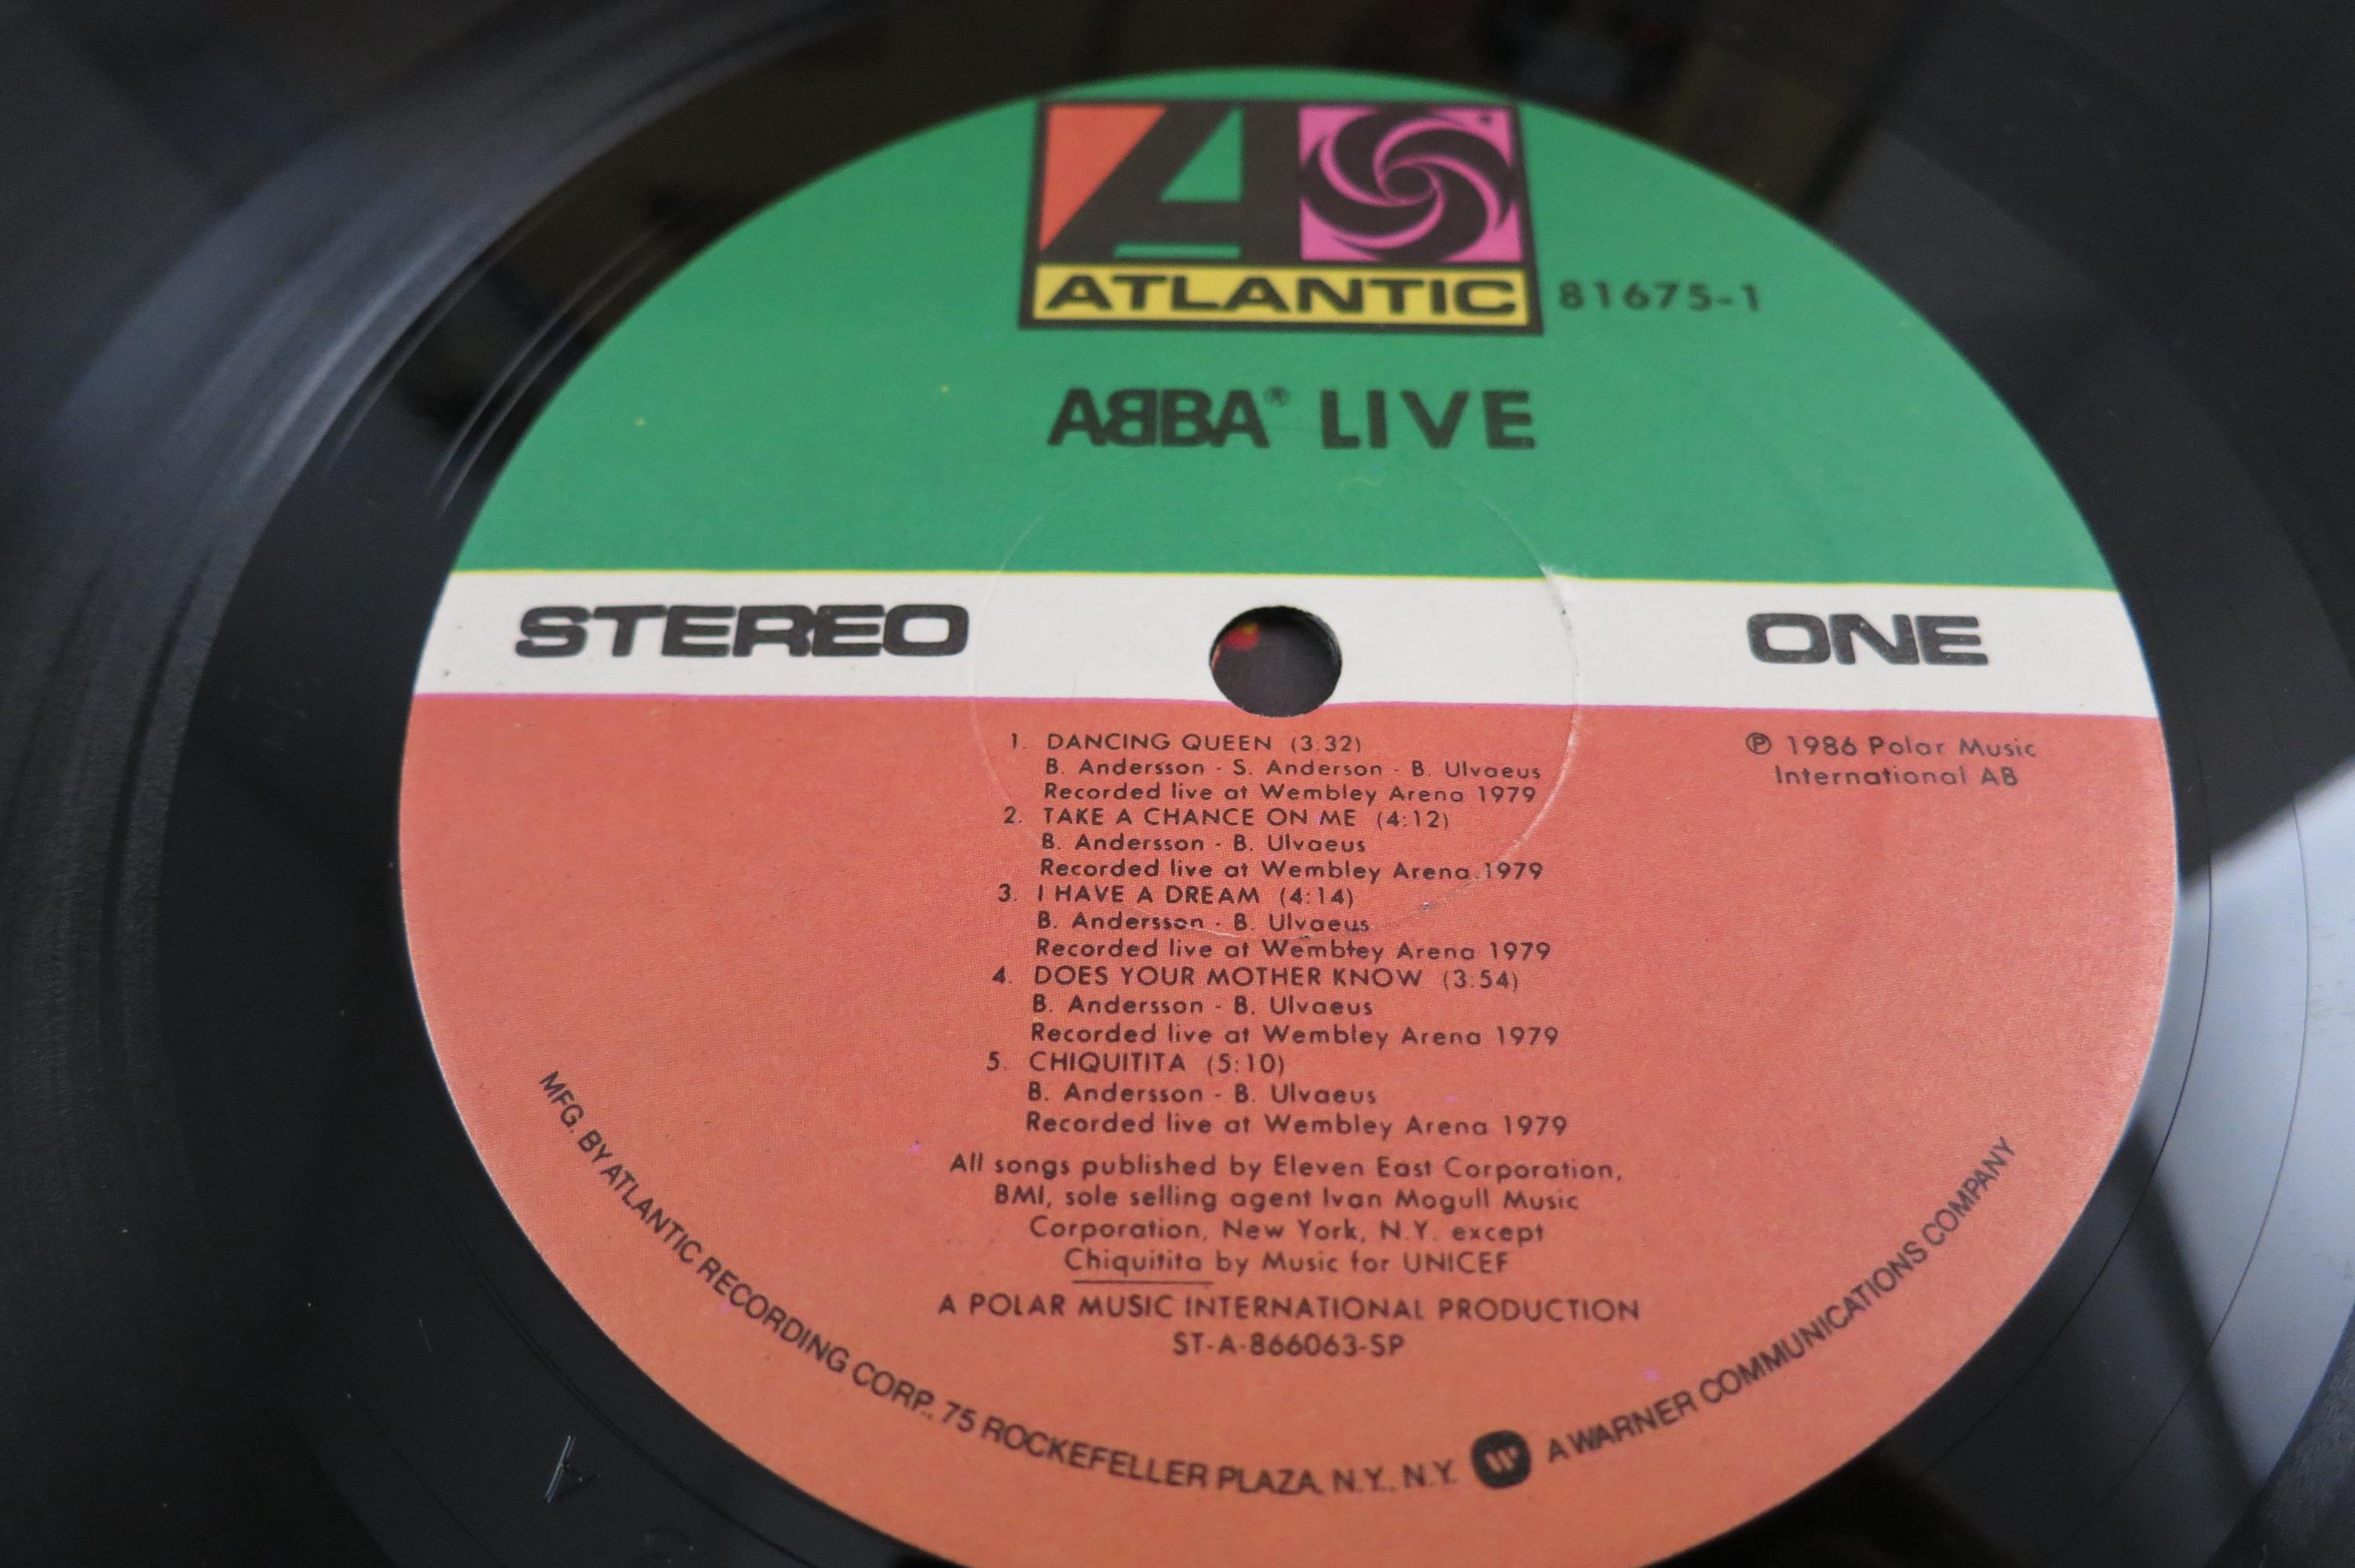 ATLANTIC 81675-1
ABBA® LIVE
STEREO
ONE
1. DANCING QUEEN (3:32)
B. Andersson - S. Anderson - B. Ulvaeus
Recorded live at Wembley Arena 1979
2. TAKE A CHANCE ON ME (4:12)
B. Andersson - B. Ulvaeus
Recorded live at Wembley Arena 1979
3. I HAVE A DREAM (4:14)
B. Andersson - B. Ulvaeus
Recorded live at Wembley Arena 1979
4. DOES YOUR MOTHER KNOW (3:54)
B. Andersson - B. Ulvaeus
Recorded live at Wembley Arena 1979
5. CHIQUITITA (5:10)
B. Andersson - B. Ulvaeus
Recorded live at Wembley Arena 1979
℗ 1986 Polar Music
International AB
All songs published by Eleven East Corporation,
BMI, sole selling agent Ivan Mogull Music
Corporation, New York, N.Y. except
Chiquitita by Music for UNICEF
A POLAR MUSIC INTERNATIONAL PRODUCTION
ST-A-866063-SP
MFG. BY ATLANTIC RECORDING CORP., 75 ROCKEFELLER PLAZA, N.Y., N.Y. A WARNER COMMUNICATIONS COMPANY